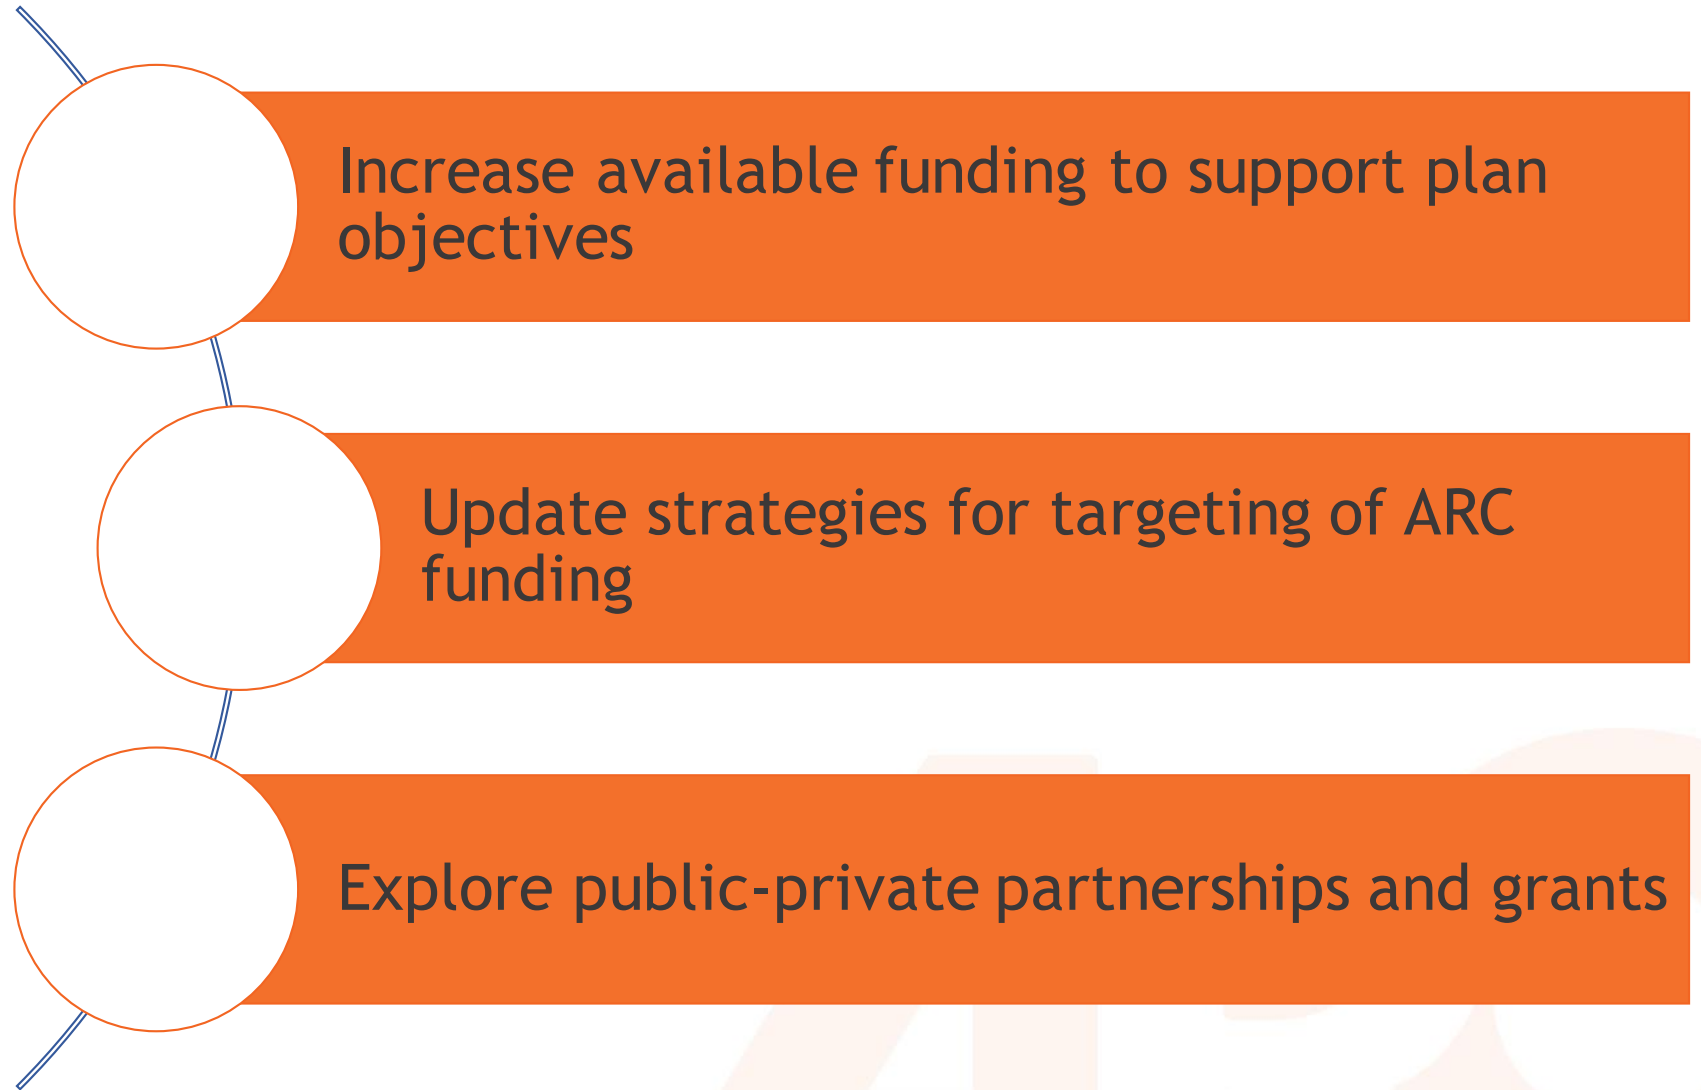 Increase available funding to support plan
objectives
Update strategies for targeting of ARC
funding
Explore public-private partnerships and grants